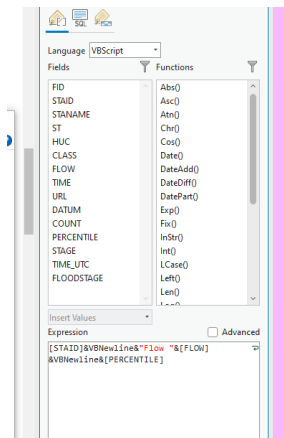 SQL
Language VBScript
Fields Functions
FID Abs()
STAID Asc()
STANAME Atn()
ST Chr()
HUC Cos()
CLASS Date()
FLOW DateAdd()
TIME DateDiff()
URL DatePart()
DATUM Exp()
COUNT Fix()
PERCENTILE InStr()
STAGE Int()
TIME_UTC LCase()
FLOODSTAGE Left()
Len()
Insert Values
Expression Advanced
[STAID]&VBNewline&"Flow "&[FLOW]
&VBNewline&[PERCENTILE]